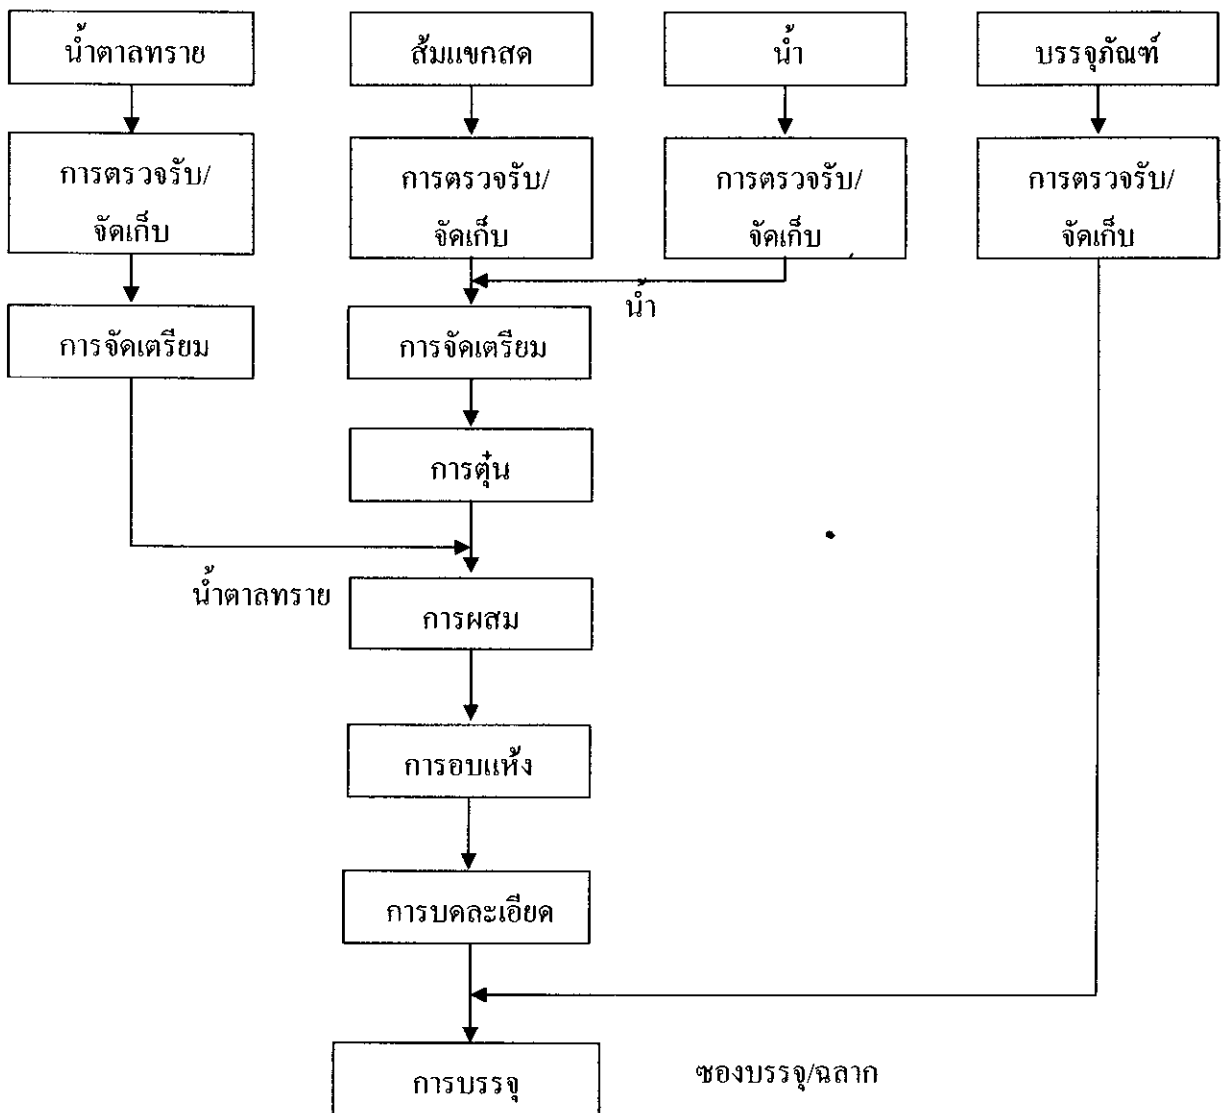 น้ำตาลทราย
ส้มแขกสด
น้ำ
บรรจุภัณฑ์
การตรวจรับ/
จัดเก็บ
การตรวจรับ/
จัดเก็บ
การตรวจรับ/
จัดเก็บ
การตรวจรับ/
จัดเก็บ
น้ำ
การจัดเตรียม
การจัดเตรียม
การตุ๋น
น้ำตาลทราย
การผสม
การอบแห้ง
การบดละเอียด
การบรรจุ
ซองบรรจุ/ฉลาก